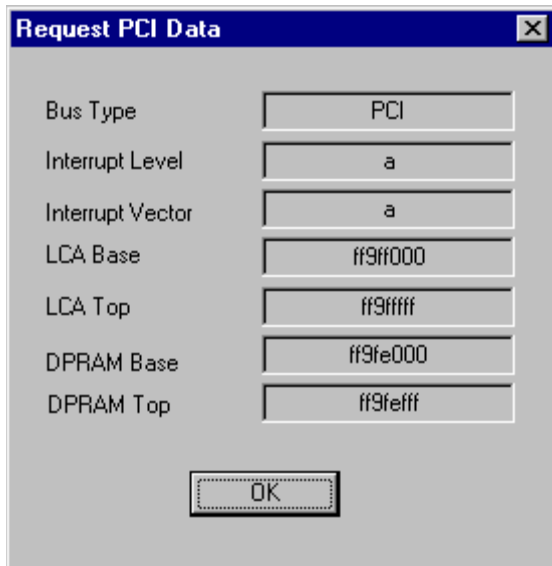 Request PCI Data
Bus Type PCI
Interrupt Level a
Interrupt Vector a
LCA Base ff9ff000
LCA Top ff9fffff
DPRAM Base ff9fe000
DPRAM Top ff9fefff
OK